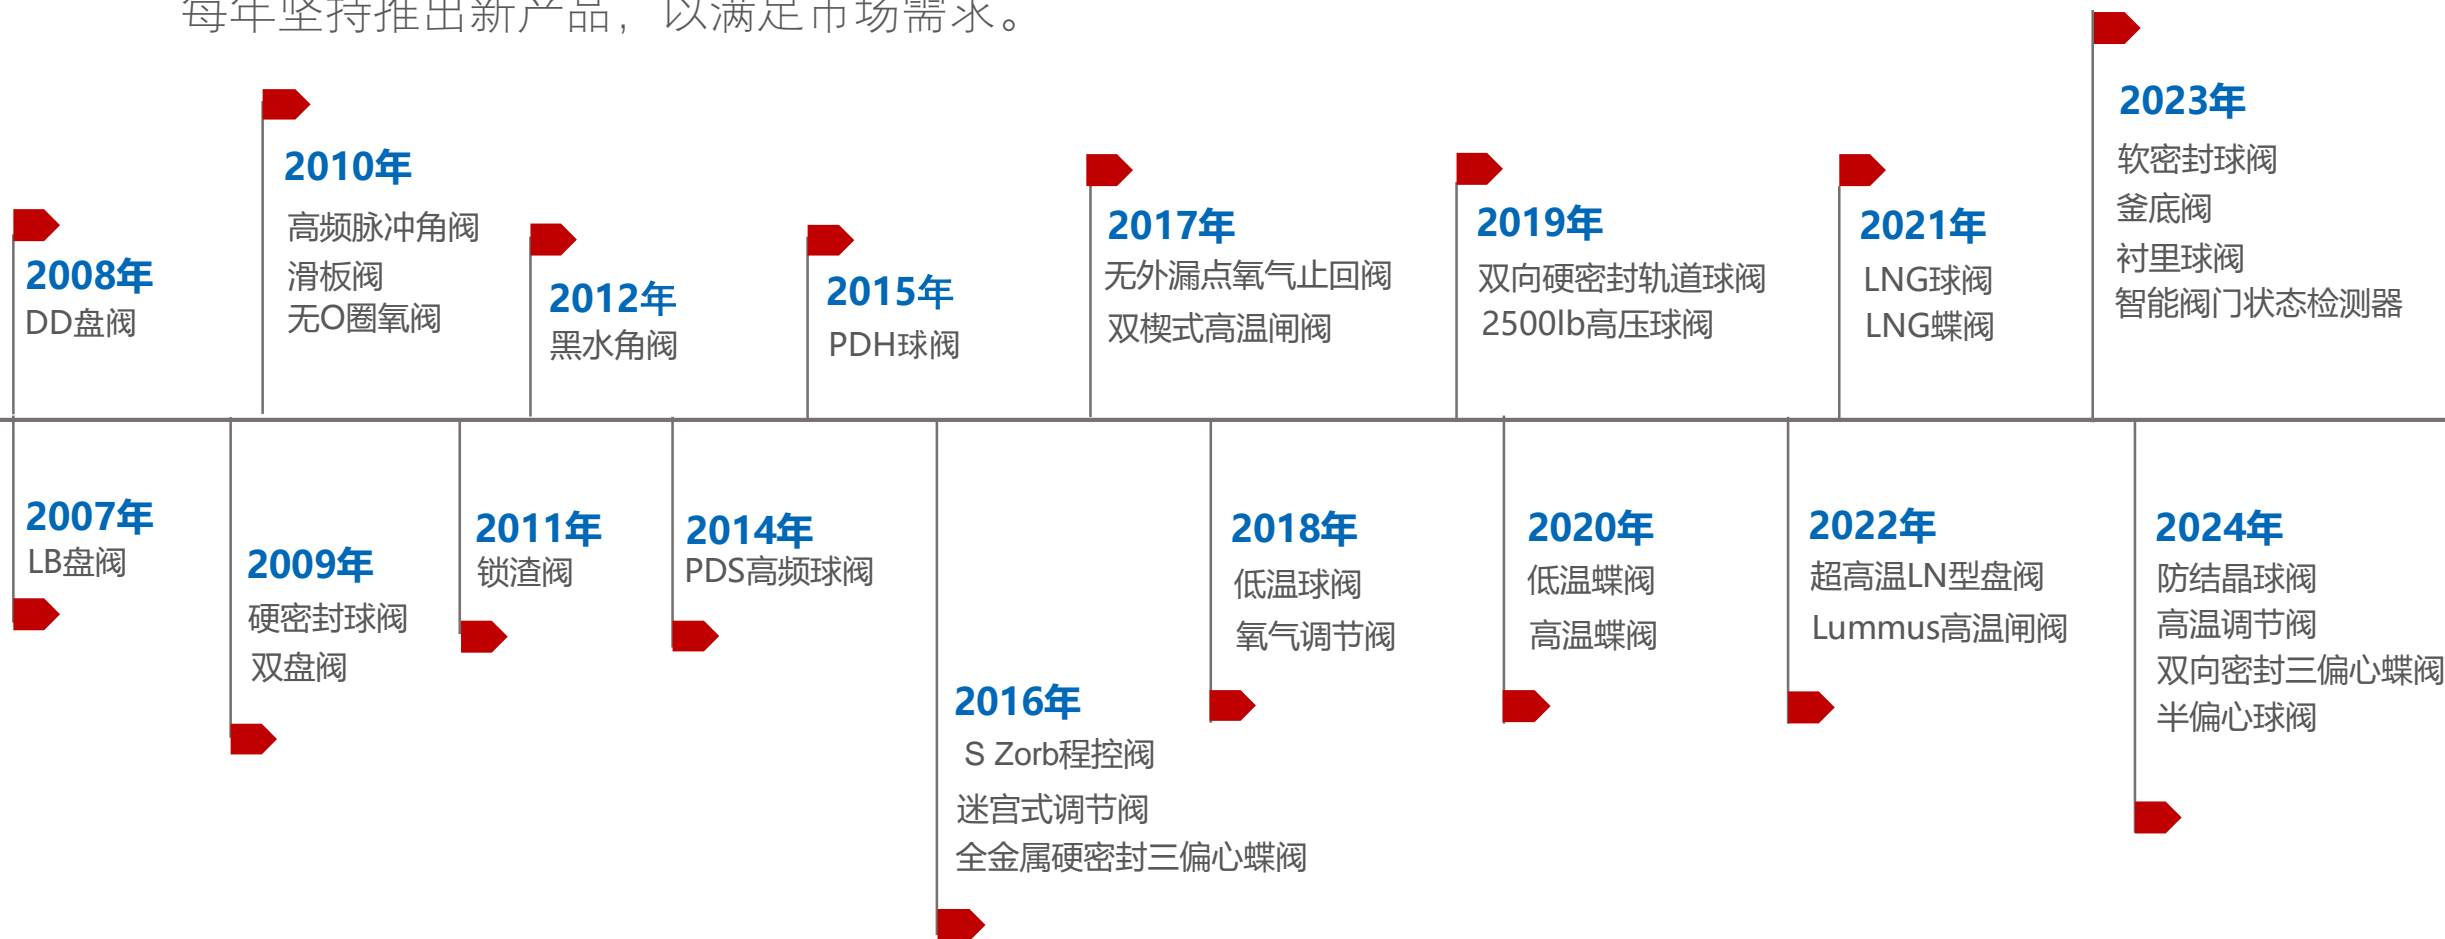 每年坚持推出新产品，以满足市场需求。
2008年
DD盘阀
2010年
高频脉冲角阀
滑板阀
无O圈氧阀
2012年
黑水角阀
2015年
PDH球阀
2017年
无外漏点氧气止回阀
双楔式高温闸阀
2019年
双向硬密封轨道球阀
2500lb高压球阀
2021年
LNG球阀
LNG蝶阀
2023年
软密封球阀
釜底阀
衬里球阀
智能阀门状态检测器
2007年
LB盘阀
2009年
硬密封球阀
双盘阀
2011年
锁渣阀
2014年
PDS高频球阀
2016年
S Zorb程控阀
迷宫式调节阀
全金属硬密封三偏心蝶阀
2018年
低温球阀
氧气调节阀
2020年
低温蝶阀
高温蝶阀
2022年
超高温LN型盘阀
Lummus高温闸阀
2024年
防结晶球阀
高温调节阀
双向密封三偏心蝶阀
半偏心球阀